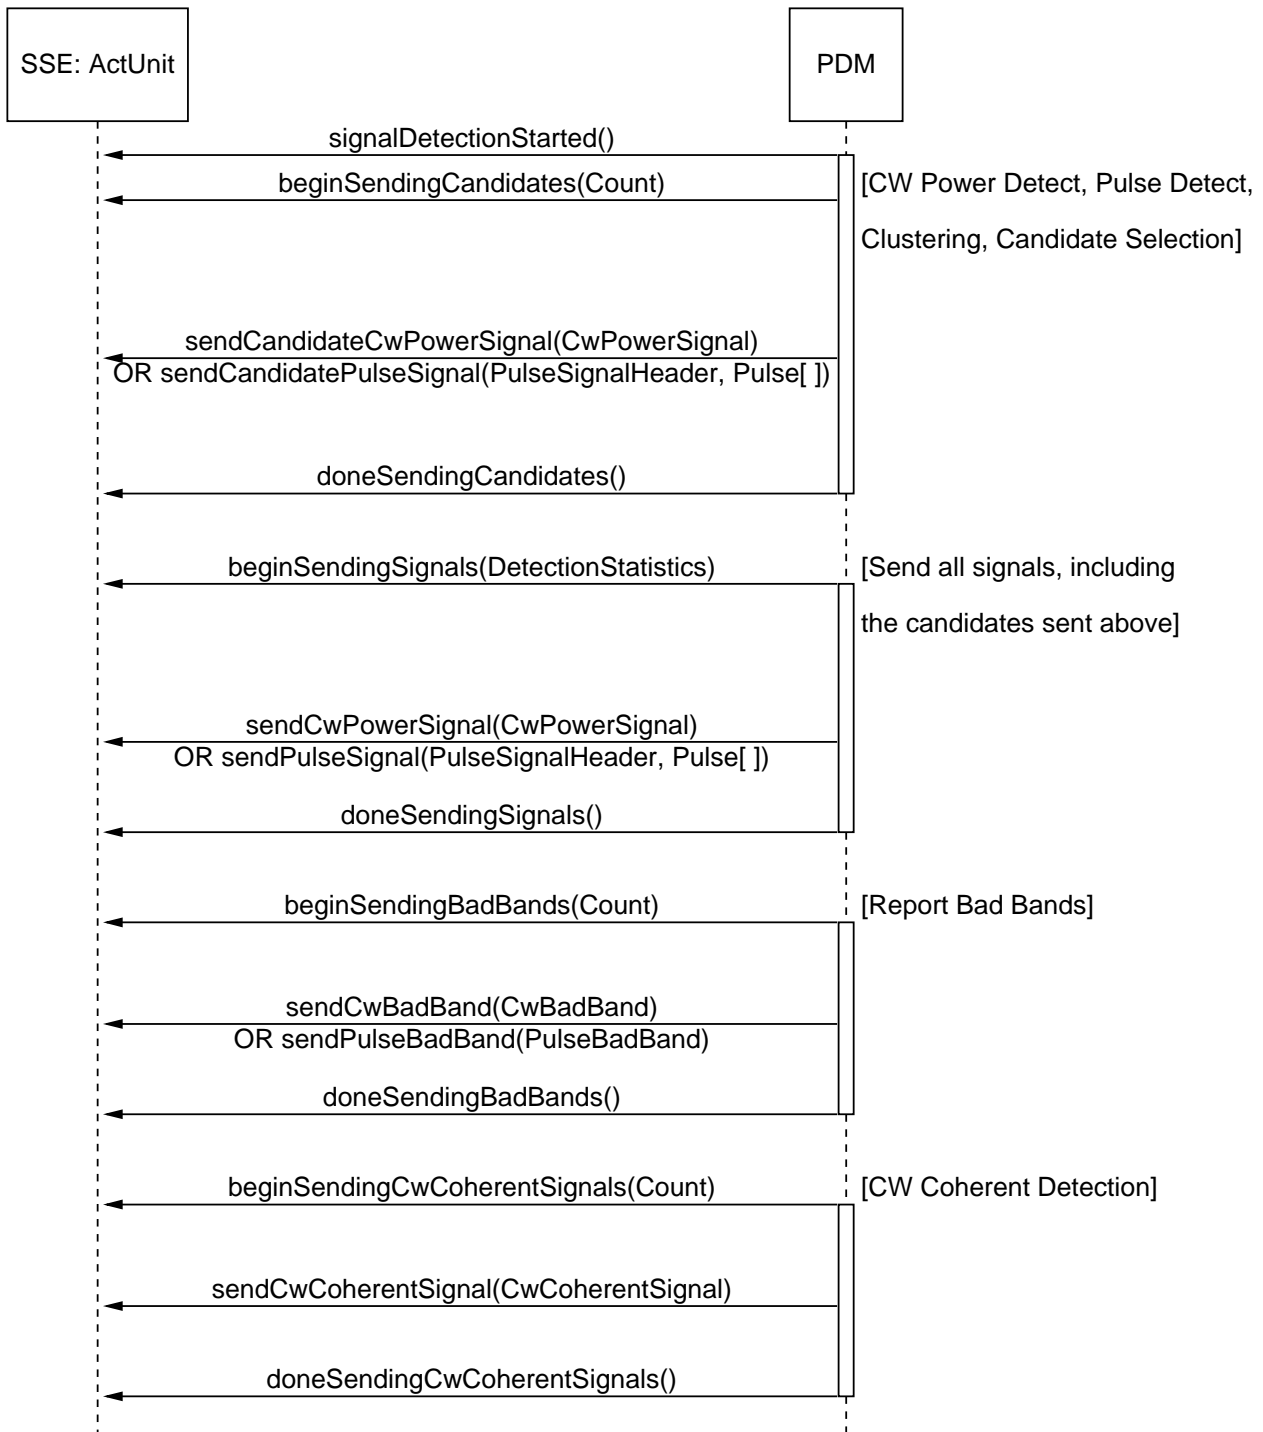 SSE: ActUnit
PDM
signalDetectionStarted()
beginSendingCandidates(Count)
[CW Power Detect, Pulse Detect,
Clustering, Candidate Selection]
sendCandidateCwPowerSignal(CwPowerSignal)
OR sendCandidatePulseSignal(PulseSignalHeader, Pulse[ ])
doneSendingCandidates()
beginSendingSignals(DetectionStatistics)
[Send all signals, including
the candidates sent above]
sendCwPowerSignal(CwPowerSignal)
OR sendPulseSignal(PulseSignalHeader, Pulse[ ])
doneSendingSignals()
beginSendingBadBands(Count)
[Report Bad Bands]
sendCwBadBand(CwBadBand)
OR sendPulseBadBand(PulseBadBand)
doneSendingBadBands()
beginSendingCwCoherentSignals(Count)
[CW Coherent Detection]
sendCwCoherentSignal(CwCoherentSignal)
doneSendingCwCoherentSignals()